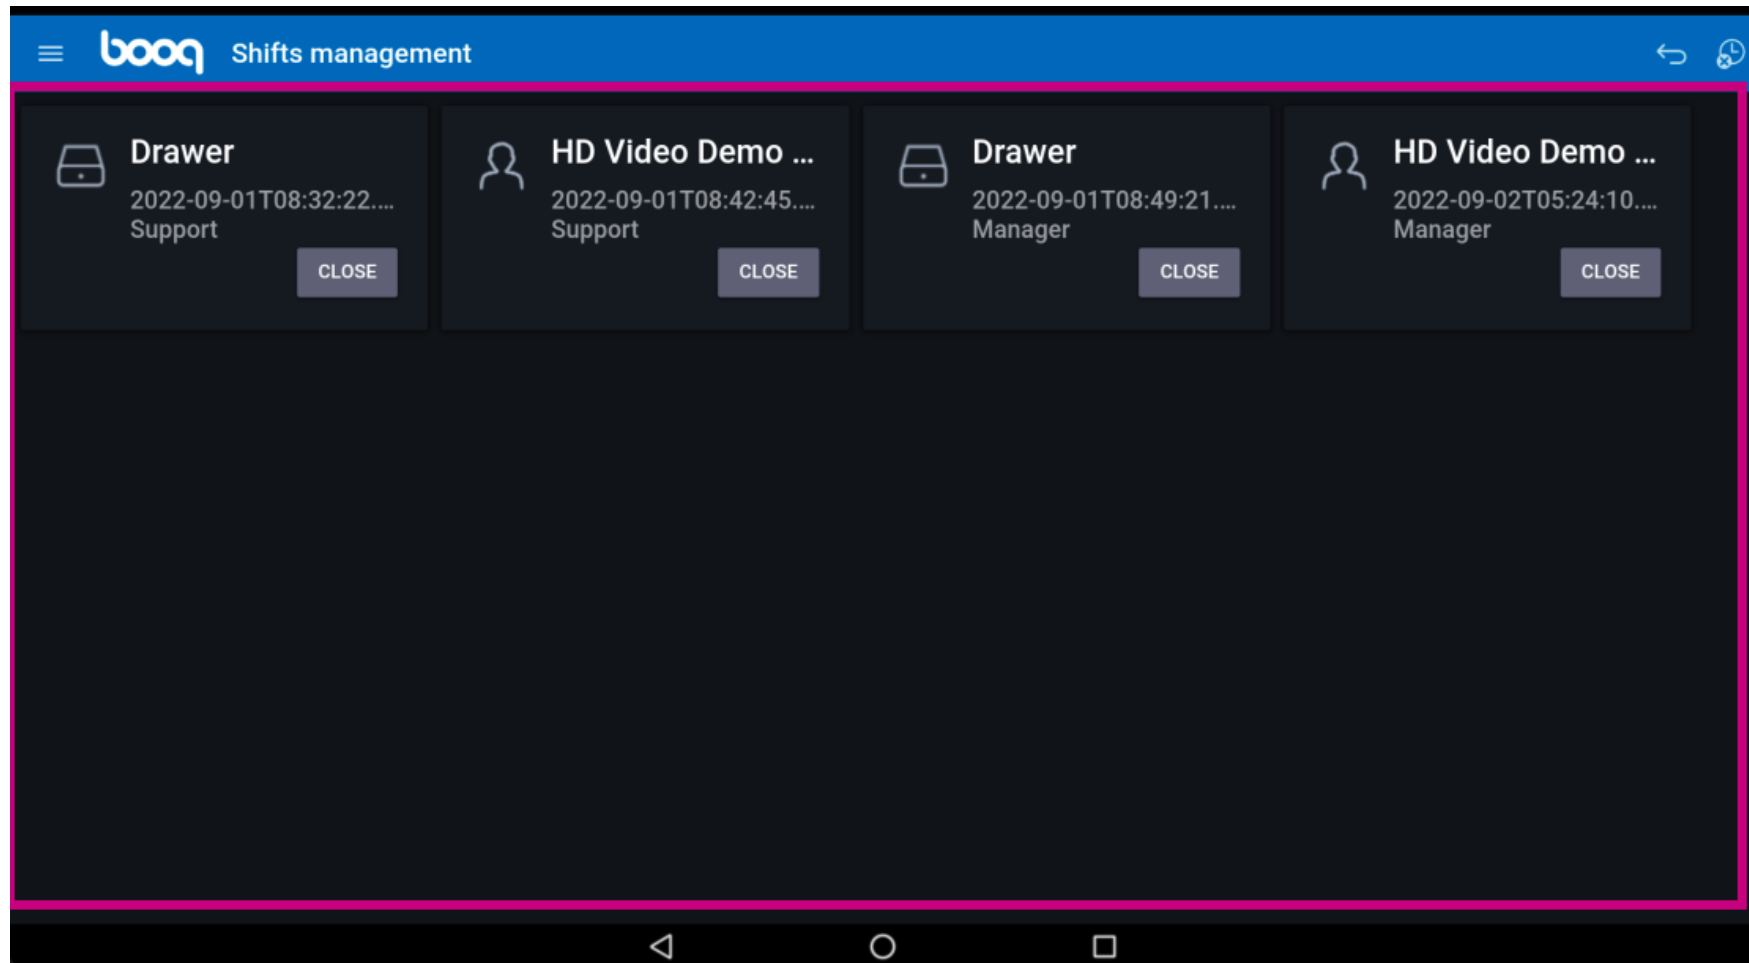 booq Shifts management
Drawer
2022-09-01T08:32:22....
Support
CLOSE
HD Video Demo ...
2022-09-01T08:42:45....
Support
CLOSE
Drawer
2022-09-01T08:49:21....
Manager
CLOSE
HD Video Demo ...
2022-09-02T05:24:10....
Manager
CLOSE